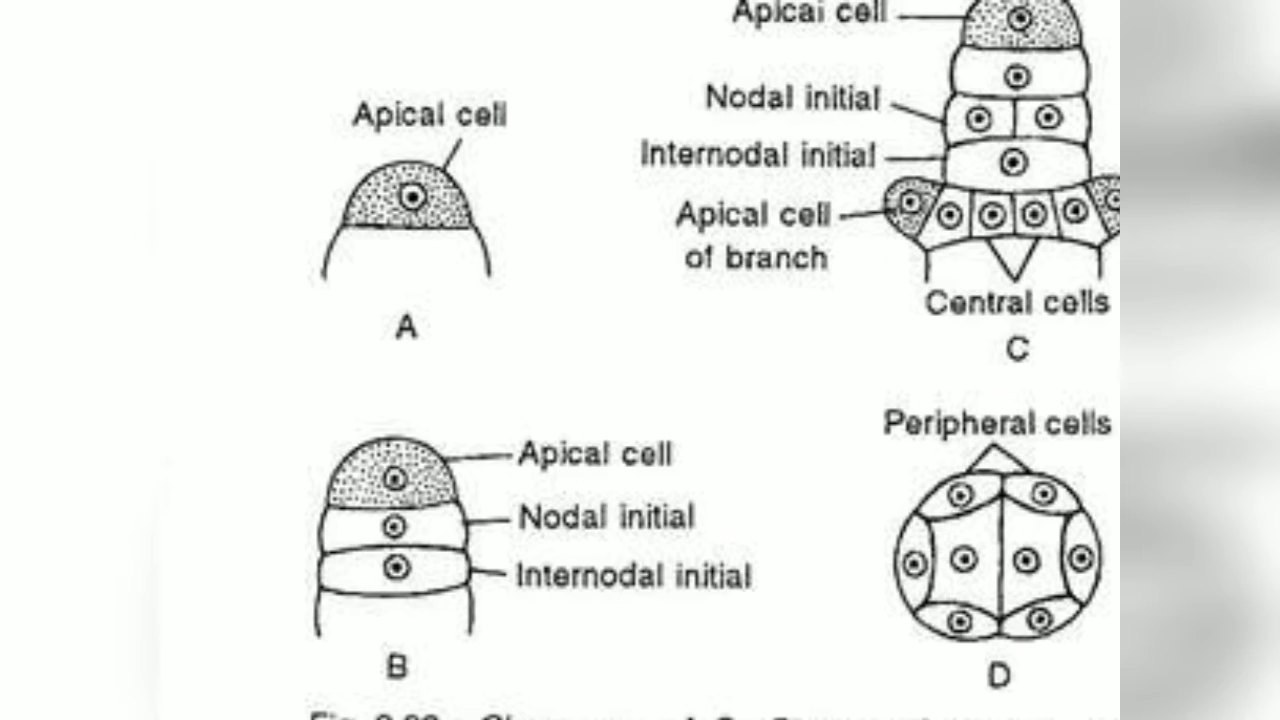 Apical cell
A
Apical cell
Nodal initial
Internodal initial
B
Apical cell
Nodal initial
Internodal initial
Apical cell
of branch
Central cells
C
Peripheral cells
D